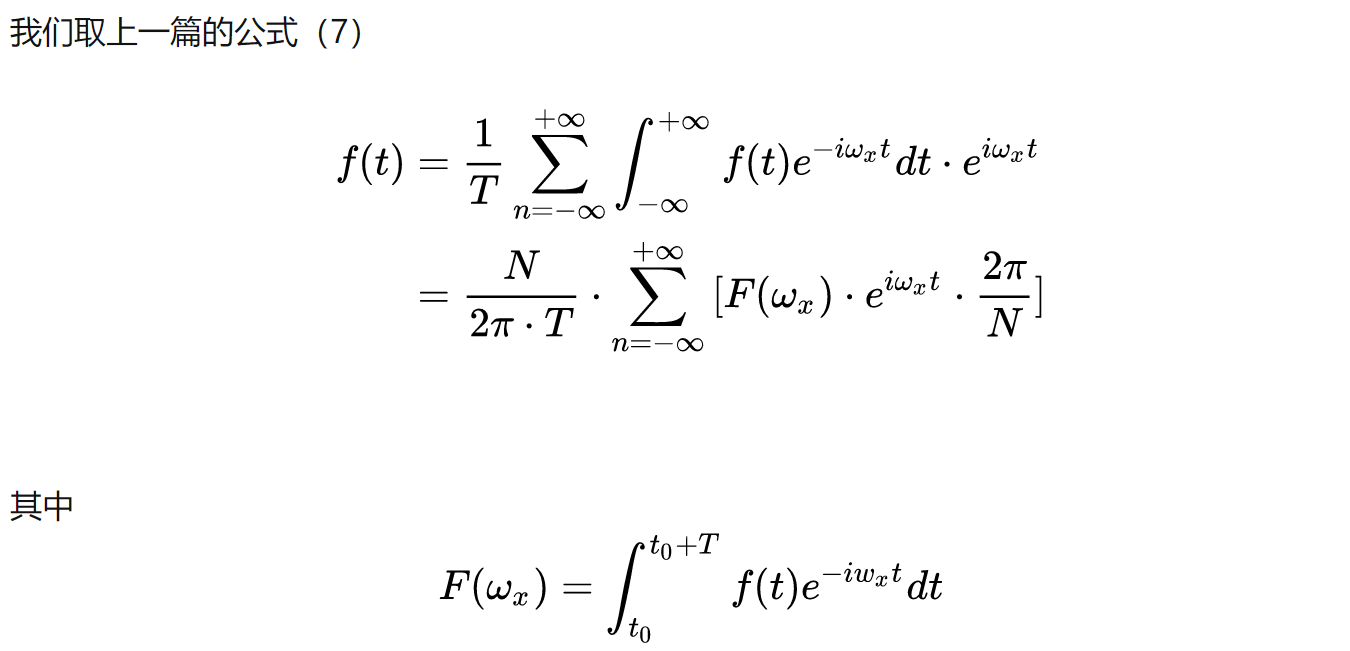 我们取上一篇的公式（7）
$$f(t) = \frac{1}{T} \sum_{n=-\infty}^{+\infty} \int_{-\infty}^{+\infty} f(t)e^{-i\omega_x t}dt \cdot e^{i\omega_x t}$$
$$= \frac{N}{2\pi \cdot T} \cdot \sum_{n=-\infty}^{+\infty} [F(\omega_x) \cdot e^{i\omega_x t} \cdot \frac{2\pi}{N}]$$
其中
$$F(\omega_x) = \int_{t_0}^{t_0+T} f(t)e^{-iw_x t}dt$$